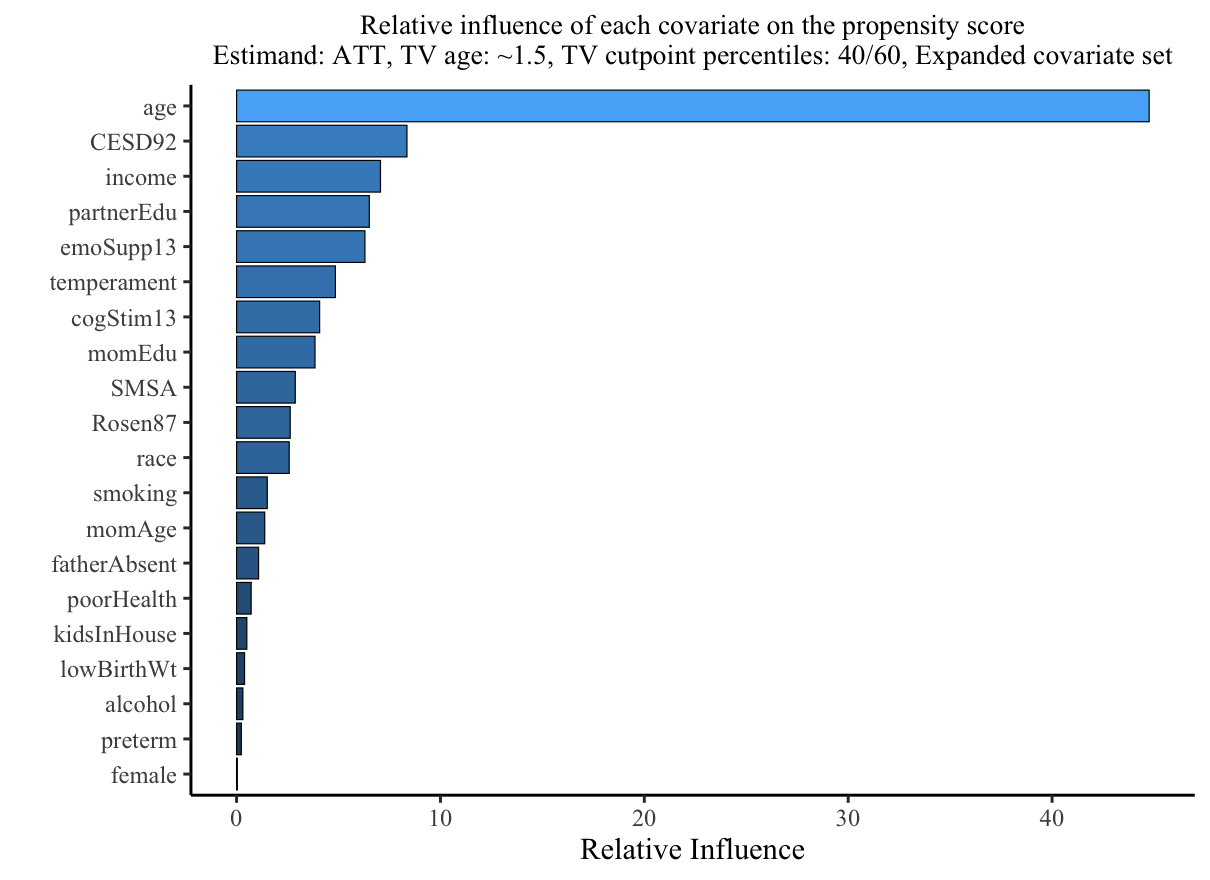 Relative influence of each covariate on the propensity score
Estimand: ATT, TV age: ~1.5, TV cutpoint percentiles: 40/60, Expanded covariate set
age
CESD92
income
partnerEdu
emoSupp13
temperament
cogStim13
momEdu
SMSA
Rosen87
race
smoking
momAge
fatherAbsent
poorHealth
kidsInHouse
lowBirthWt
alcohol
preterm
female
0 10 20 30 40
Relative Influence